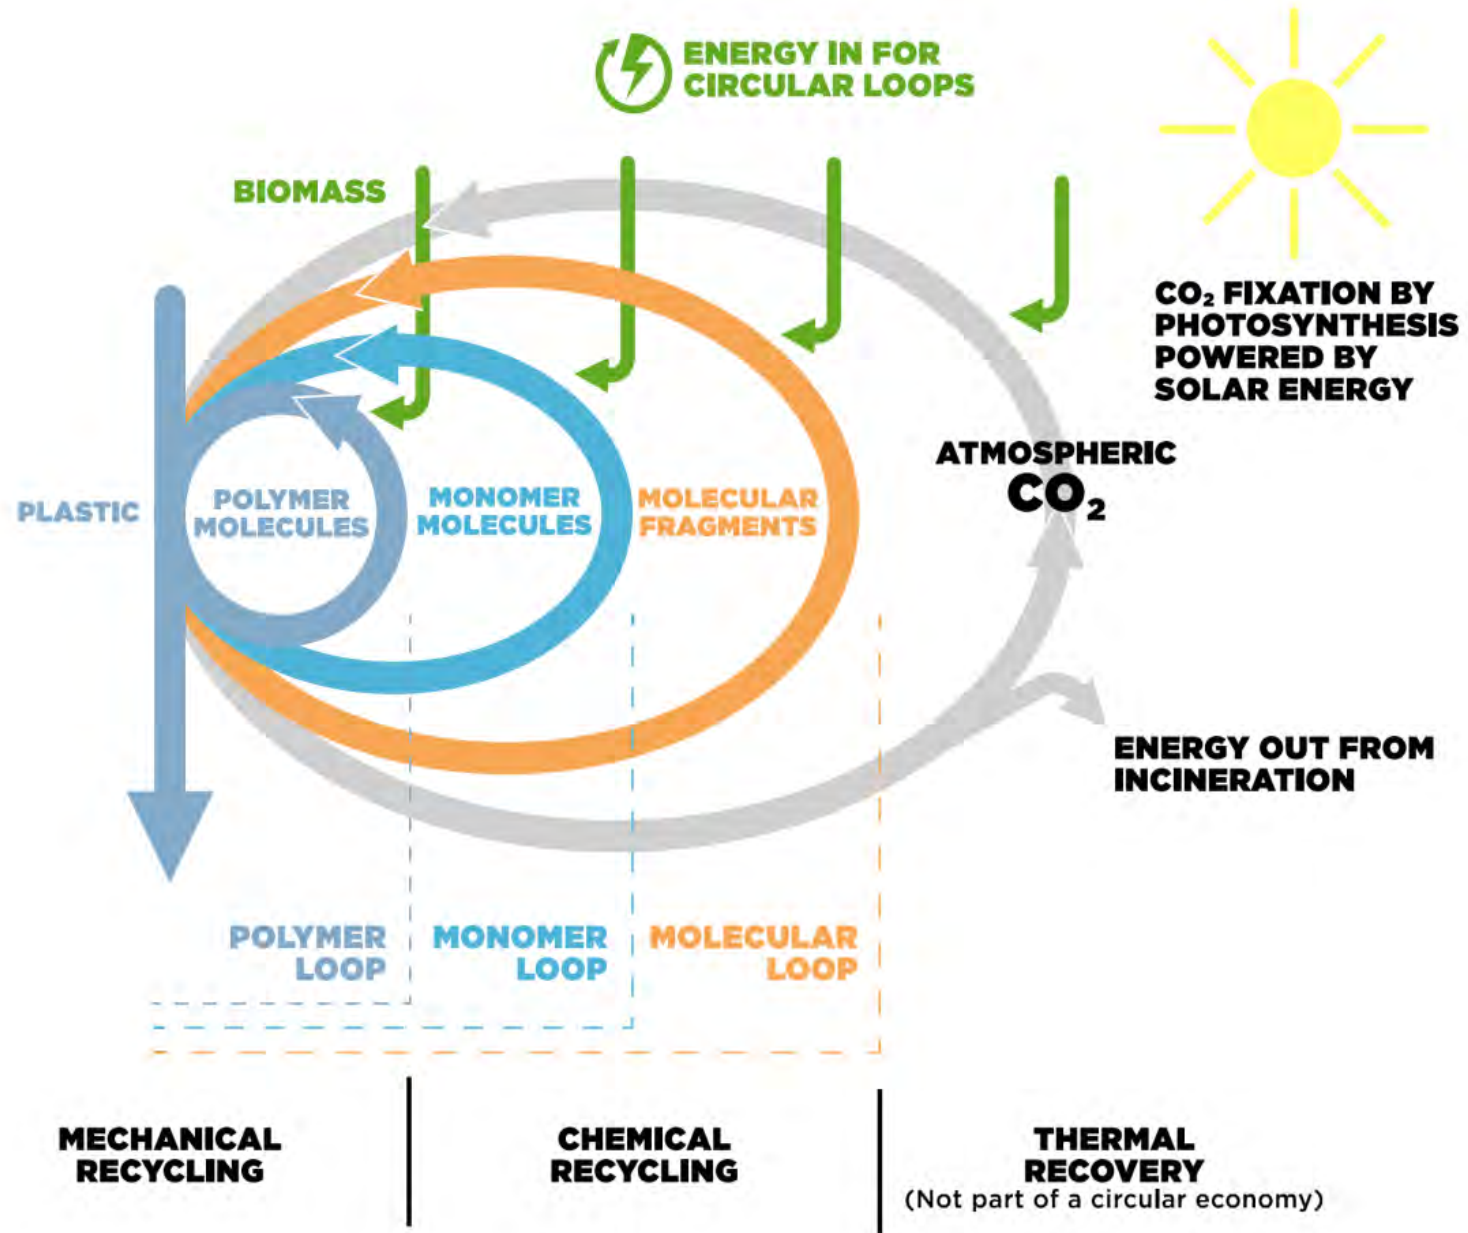 ENERGY IN FOR
CIRCULAR LOOPS
BIOMASS
CO₂ FIXATION BY
PHOTOSYNTHESIS
POWERED BY
SOLAR ENERGY
ATMOSPHERIC
CO₂
PLASTIC
POLYMER
MOLECULES
MONOMER
MOLECULES
MOLECULAR
FRAGMENTS
ENERGY OUT FROM
INCINERATION
POLYMER
LOOP
MONOMER
LOOP
MOLECULAR
LOOP
MECHANICAL
RECYCLING
CHEMICAL
RECYCLING
THERMAL
RECOVERY
(Not part of a circular economy)